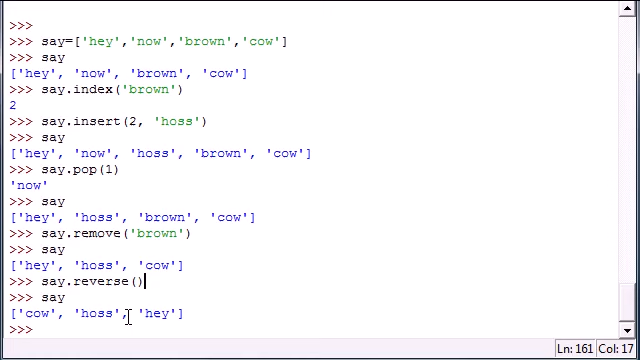 >>>
>>> say=['hey','now','brown','cow']
>>> say
['hey', 'now', 'brown', 'cow']
>>> say.index('brown')
2
>>> say.insert(2, 'hoss')
>>> say
['hey', 'now', 'hoss', 'brown', 'cow']
>>> say.pop(1)
'now'
>>> say
['hey', 'hoss', 'brown', 'cow']
>>> say.remove('brown')
>>> say
['hey', 'hoss', 'cow']
>>> say.reverse()
>>> say
['cow', 'hoss', 'hey']
>>>
Ln: 161 Col: 17